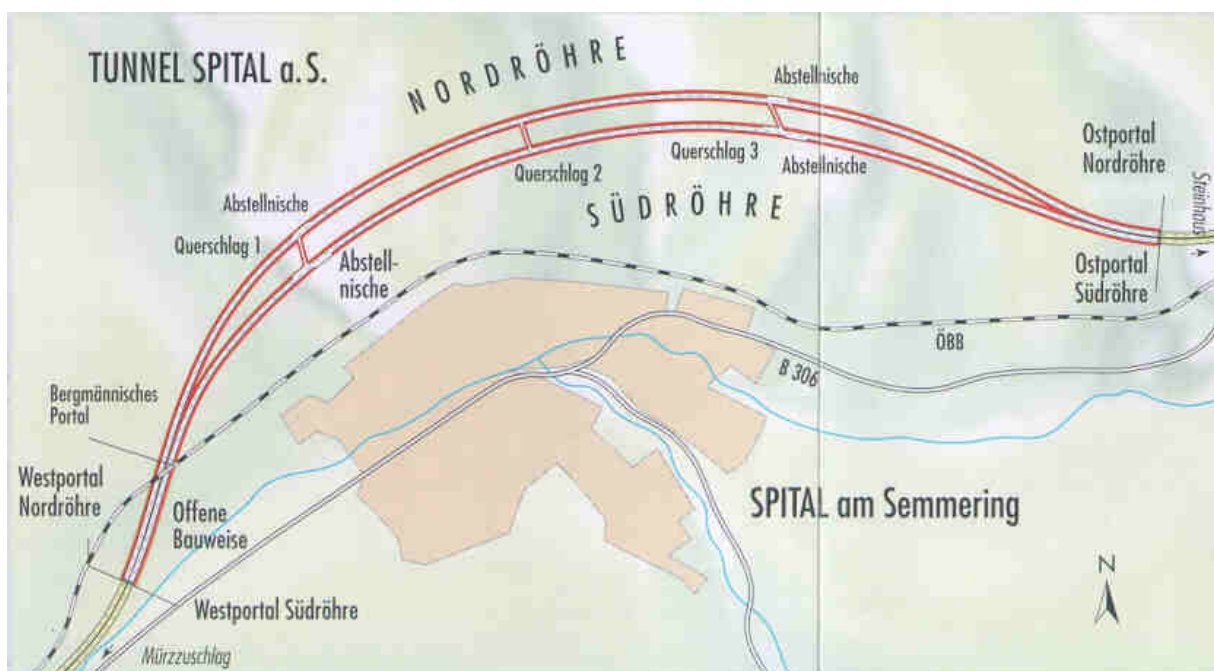 TUNNEL SPITAL a. S.
NORDRÖHRE
Abstellnische
Ostportal
Nordröhre
Querschlag 3
Abstellnische
Querschlag 2
SÜDRÖHRE
Steinhaus
Abstellnische
Querschlag 1
Abstell-
nische
Ostportal
Südröhre
ÖBB
B 306
Bergmännisches
Portal
Westportal
Nordröhre
Offene
Bauweise
SPITAL am Semmering
N
Westportal Südröhre
Mürzzuschlag